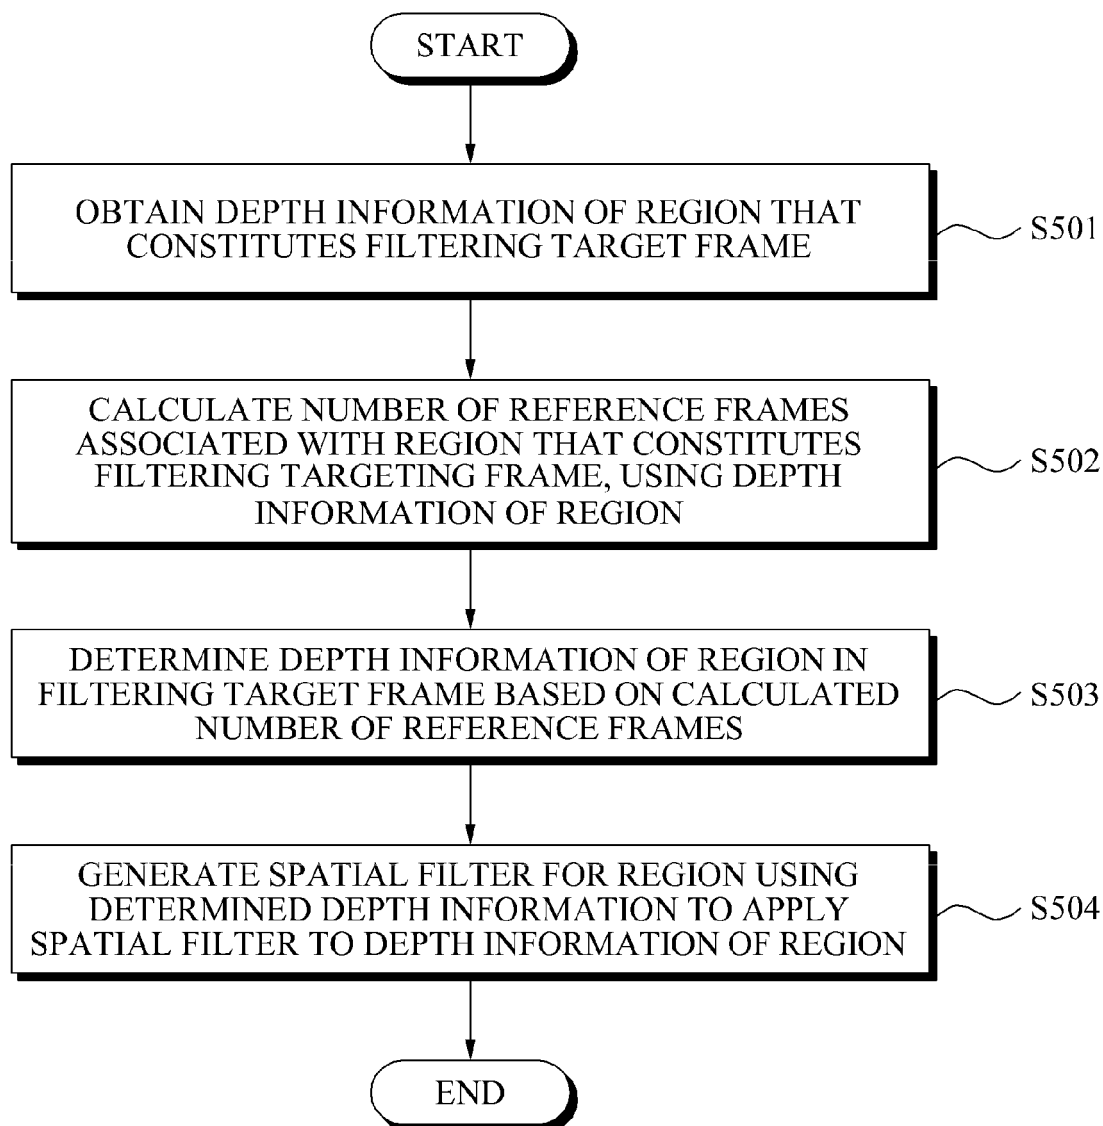 START
OBTAIN DEPTH INFORMATION OF REGION THAT
CONSTITUTES FILTERING TARGET FRAME
S501
CALCULATE NUMBER OF REFERENCE FRAMES
ASSOCIATED WITH REGION THAT CONSTITUTES
FILTERING TARGETING FRAME, USING DEPTH
INFORMATION OF REGION
S502
DETERMINE DEPTH INFORMATION OF REGION IN
FILTERING TARGET FRAME BASED ON CALCULATED
NUMBER OF REFERENCE FRAMES
S503
GENERATE SPATIAL FILTER FOR REGION USING
DETERMINED DEPTH INFORMATION TO APPLY
SPATIAL FILTER TO DEPTH INFORMATION OF REGION
S504
END